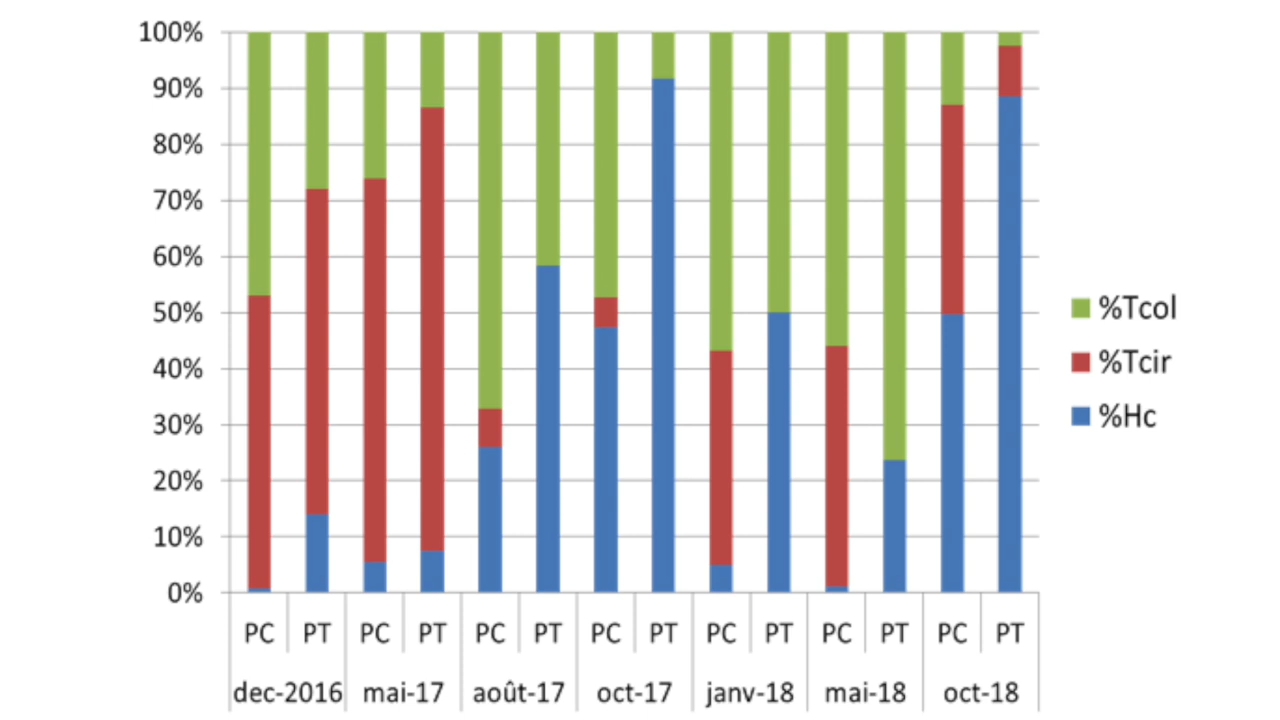 100%
90%
80%
70%
60%
50%
40%
30%
20%
10%
0%
%Tcol
%Tcir
%Hc
PC PT PC PT PC PT PC PT PC PT PC PT PC PT
dec-2016 mai-17 août-17 oct-17 janv-18 mai-18 oct-18